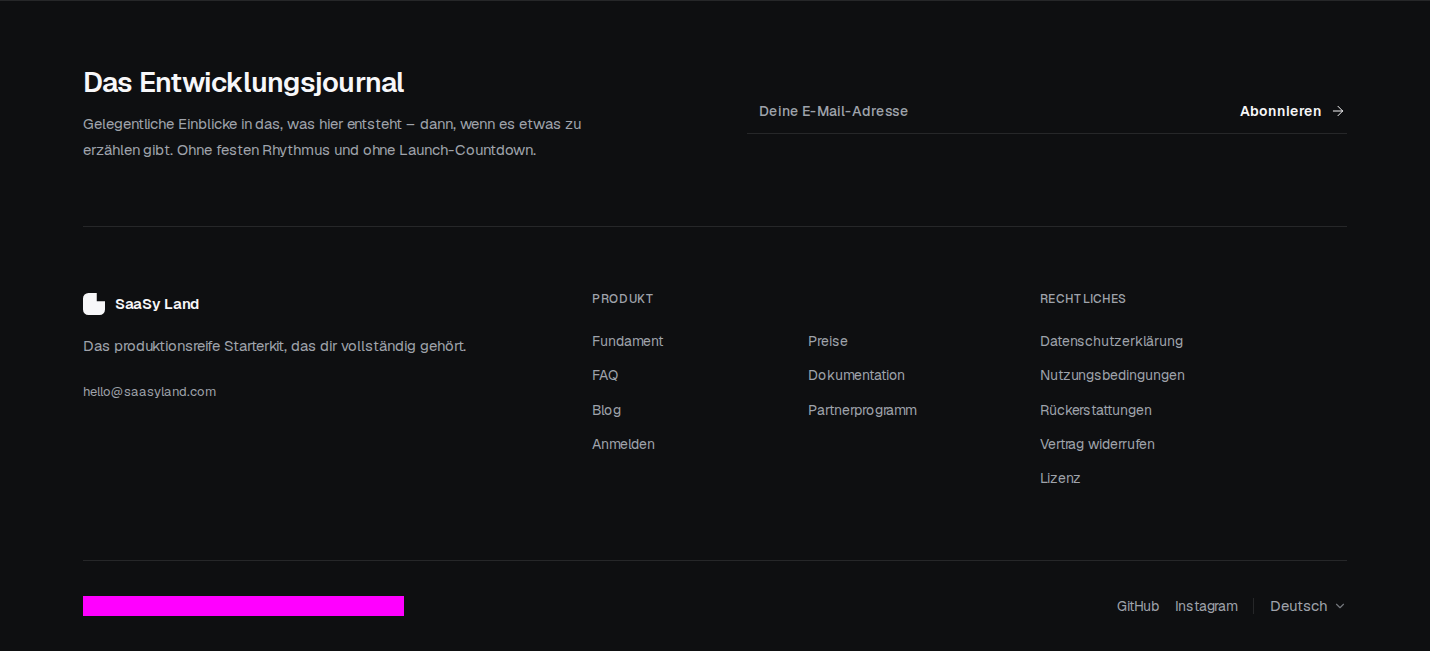 Das Entwicklungsjournal
Gelegentliche Einblicke in das, was hier entsteht – dann, wenn es etwas zu
erzählen gibt. Ohne festen Rhythmus und ohne Launch-Countdown.
Deine E-Mail-Adresse
Abonnieren →
SaaSy Land
Das produktionsreife Starterkit, das dir vollständig gehört.
hello@saasyland.com
PRODUKT
Fundament
FAQ
Blog
Anmelden
Preise
Dokumentation
Partnerprogramm
RECHTLICHES
Datenschutzerklärung
Nutzungsbedingungen
Rückerstattungen
Vertrag widerrufen
Lizenz
GitHub
Instagram
Deutsch